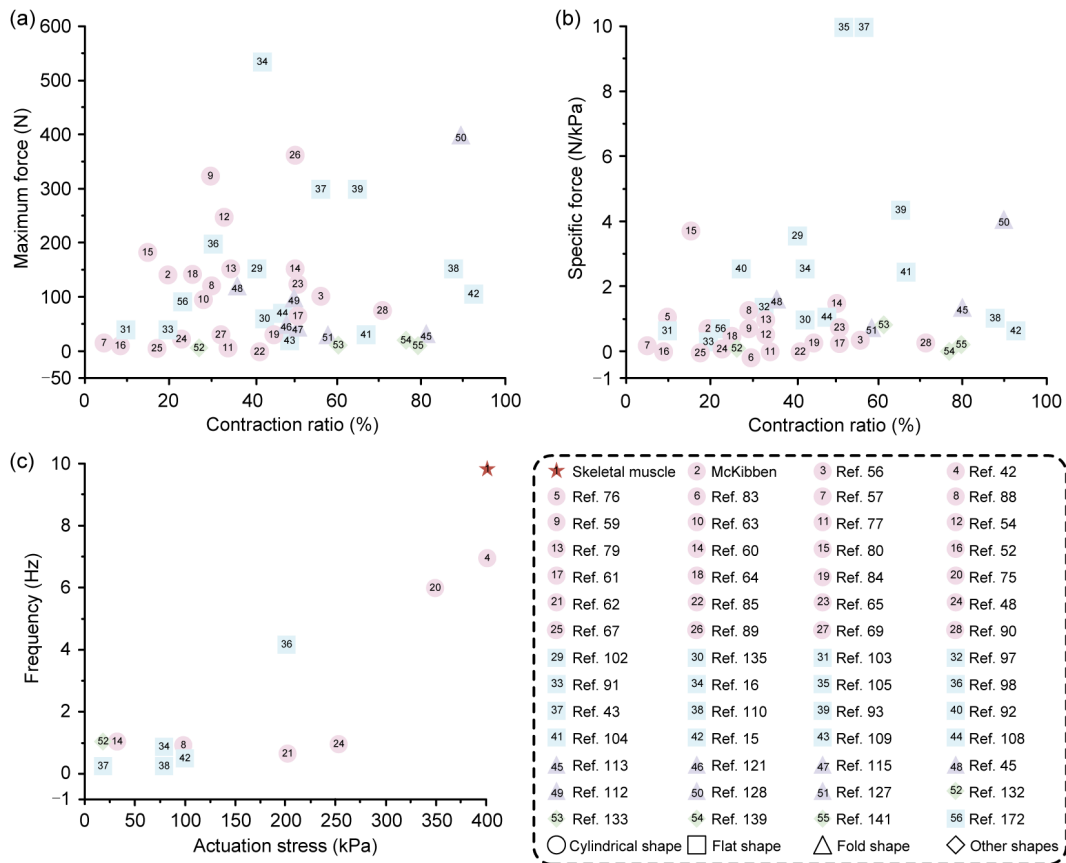 (a)
Maximum force (N)
600
500
400
300
200
100
0
−50
34
50
26
9
37 39
12
36
15
2 18 13 29 14 38
8 48 23
56 10 49 3 42
44 17 28
30
40 33 46 47
24 27 19 43 51 31 45
7 16 25 52 11 22 53 54 55
0 20 40 60 80 100
Contraction ratio (%)
(b)
Specific force (N/kPa)
10
8
6
4
2
0
−1
35 37
39
50
15
29
40 34 41
48 14
8 32 45
5 13 30 44 38
31 2 56 9 23 51 53 42
33 18 12 19 17 3 28
7 16 25 24 52 6 11 22 54 55
0 20 40 60 80 100
Contraction ratio (%)
(c)
Frequency (Hz)
10
8
6
4
2
0
−1
1
4
20
36
52 14 34 8 24
42 21
37 38
0 50 100 150 200 250 300 350 400
Actuation stress (kPa)
1 Skeletal muscle 2 McKibben 3 Ref. 56 4 Ref. 42
5 Ref. 76 6 Ref. 83 7 Ref. 57 8 Ref. 88
9 Ref. 59 10 Ref. 63 11 Ref. 77 12 Ref. 54
13 Ref. 79 14 Ref. 60 15 Ref. 80 16 Ref. 52
17 Ref. 61 18 Ref. 64 19 Ref. 84 20 Ref. 75
21 Ref. 62 22 Ref. 85 23 Ref. 65 24 Ref. 48
25 Ref. 67 26 Ref. 89 27 Ref. 69 28 Ref. 90
29 Ref. 102 30 Ref. 135 31 Ref. 103 32 Ref. 97
33 Ref. 91 34 Ref. 16 35 Ref. 105 36 Ref. 98
37 Ref. 43 38 Ref. 110 39 Ref. 93 40 Ref. 92
41 Ref. 104 42 Ref. 15 43 Ref. 109 44 Ref. 108
45 Ref. 113 46 Ref. 121 47 Ref. 115 48 Ref. 45
49 Ref. 112 50 Ref. 128 51 Ref. 127 52 Ref. 132
53 Ref. 133 54 Ref. 139 55 Ref. 141 56 Ref. 172
Cylindrical shape Flat shape Fold shape Other shapes